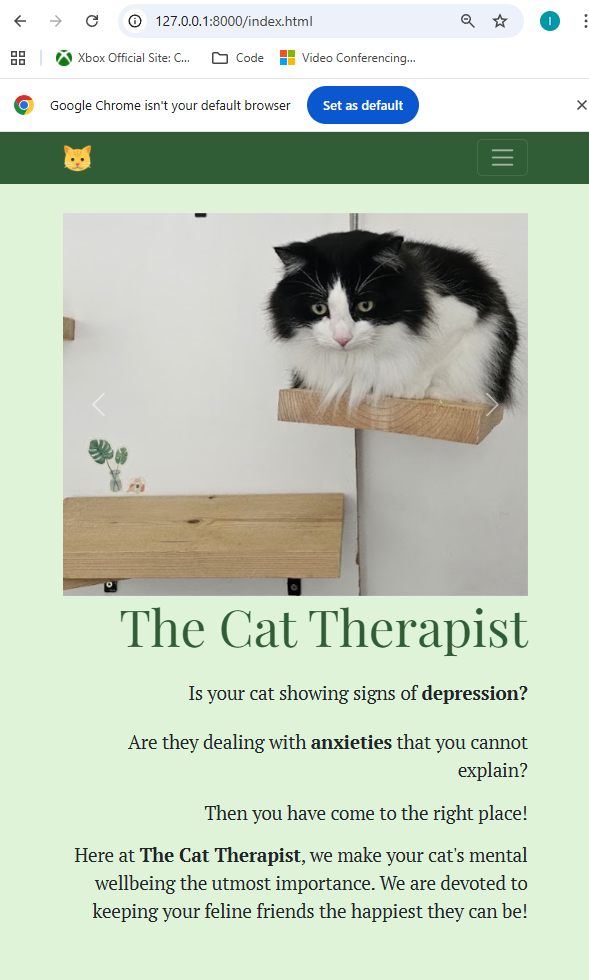 127.0.0.1:8000/index.html
I
Xbox Official Site: C...
Code
Video Conferencing...
Google Chrome isn't your default browser
Set as default
The Cat Therapist
Is your cat showing signs of depression?
Are they dealing with anxieties that you cannot
explain?
Then you have come to the right place!
Here at The Cat Therapist, we make your cat's mental
wellbeing the utmost importance. We are devoted to
keeping your feline friends the happiest they can be!